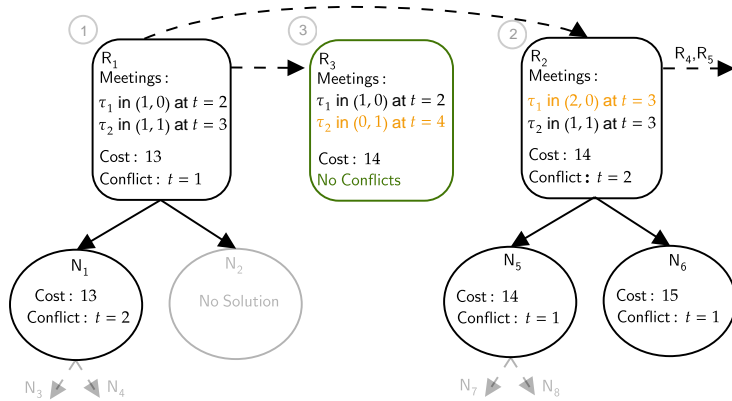 1
3
2
R1
Meetings:
τ1 in (1, 0) at t = 2
τ2 in (1, 1) at t = 3
Cost: 13
Conflict: t = 1
R3
Meetings:
τ1 in (1, 0) at t = 2
τ2 in (0, 1) at t = 4
Cost: 14
No Conflicts
R2
Meetings:
τ1 in (2, 0) at t = 3
τ2 in (1, 1) at t = 3
Cost: 14
Conflict: t = 2
R4,R5
N1
Cost: 13
Conflict: t = 2
N2
No Solution
N5
Cost: 14
Conflict: t = 1
N6
Cost: 15
Conflict: t = 1
N3
N4
N7
N8